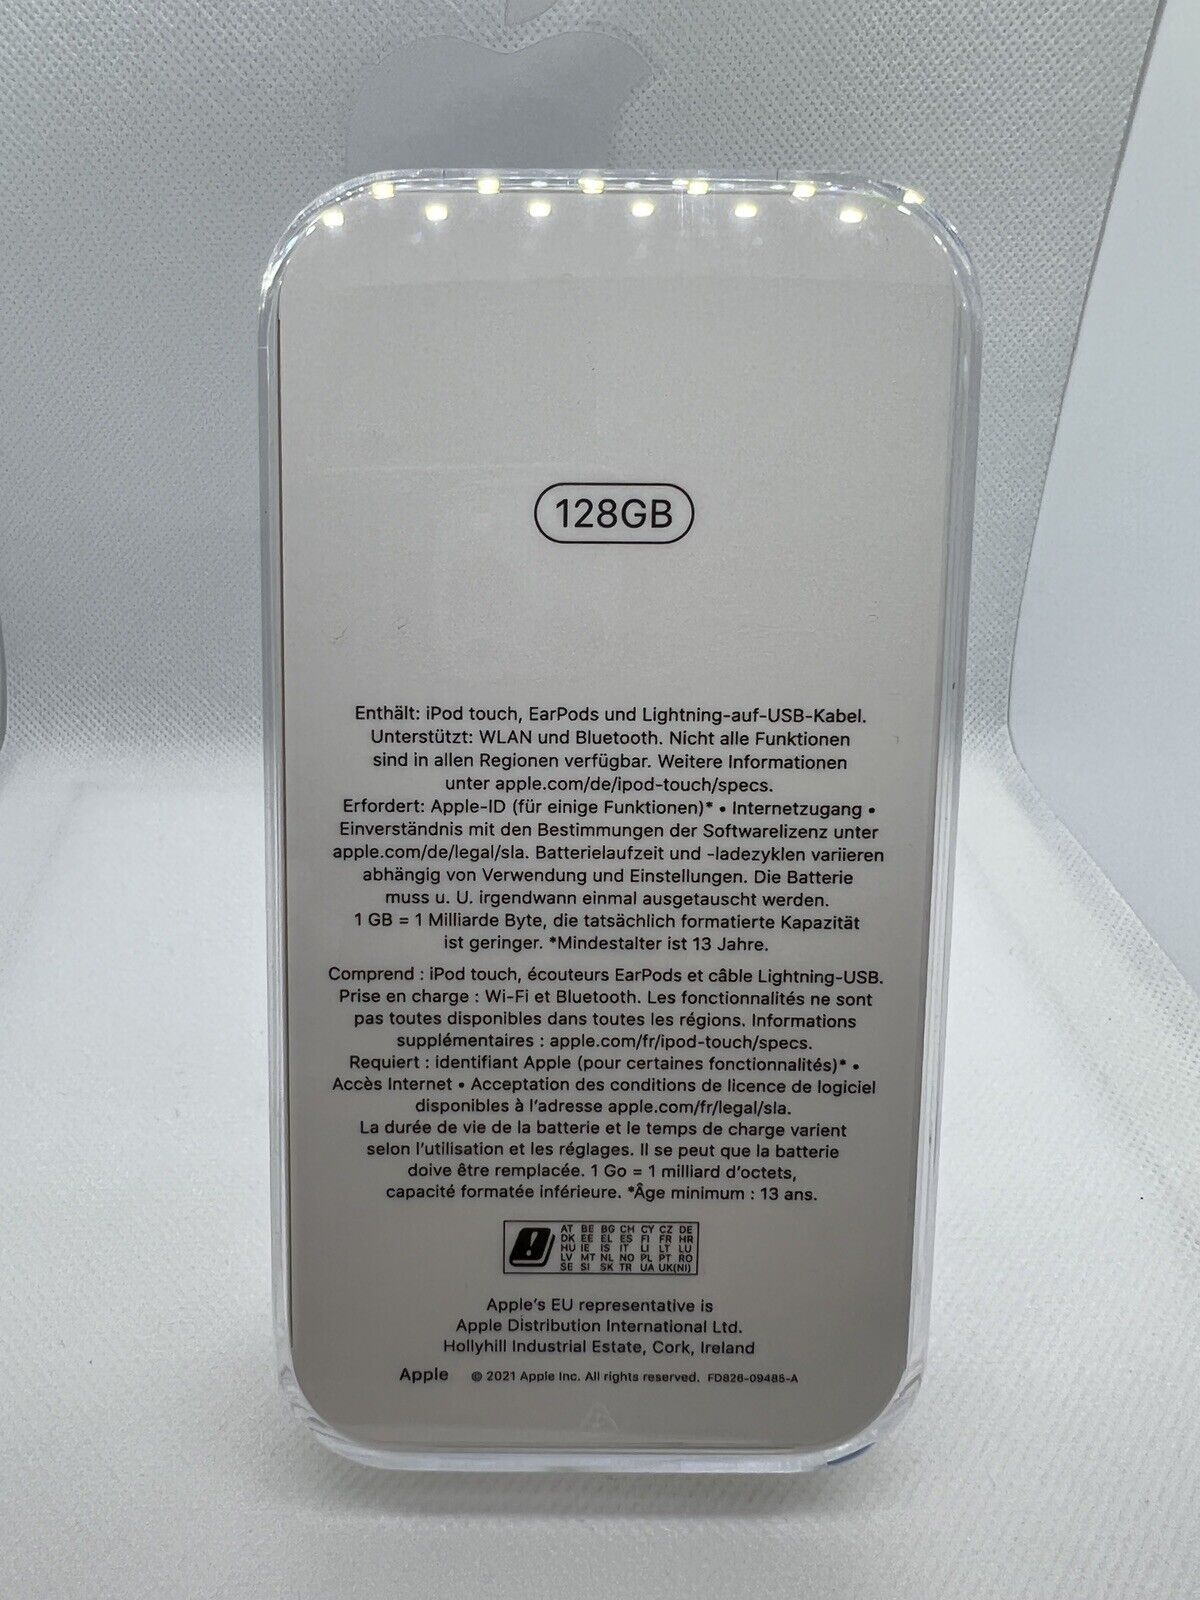 128GB
Enthält: iPod touch, EarPods und Lightning-auf-USB-Kabel.
Unterstützt: WLAN und Bluetooth. Nicht alle Funktionen
sind in allen Regionen verfügbar. Weitere Informationen
unter apple.com/de/ipod-touch/specs.
Erfordert: Apple-ID (für einige Funktionen)* • Internetzugang •
Einverständnis mit den Bestimmungen der Softwarelizenz unter
apple.com/de/legal/sla. Batterielaufzeit und -ladezyklen variieren
abhängig von Verwendung und Einstellungen. Die Batterie
muss u. U. irgendwann einmal ausgetauscht werden.
1 GB = 1 Milliarde Byte, die tatsächlich formatierte Kapazität
ist geringer. *Mindestalter ist 13 Jahre.
Comprend : iPod touch, écouteurs EarPods et câble Lightning-USB.
Prise en charge : Wi-Fi et Bluetooth. Les fonctionnalités ne sont
pas toutes disponibles dans toutes les régions. Informations
supplémentaires : apple.com/fr/ipod-touch/specs.
Requiert : identifiant Apple (pour certaines fonctionnalités)* •
Accès Internet • Acceptation des conditions de licence de logiciel
disponibles à l'adresse apple.com/fr/legal/sla.
La durée de vie de la batterie et le temps de charge varient
selon l'utilisation et les réglages. Il se peut que la batterie
doive être remplacée. 1 Go = 1 milliard d'octets,
capacité formatée inférieure. *Âge minimum : 13 ans.
AT BE BG CH CY CZ DE
DK EE EL ES FI FR HR
HU IE IS IT LI LT LU
LV MT NL NO PL PT RO
SE SI SK TR UA UK(NI)
Apple's EU representative is
Apple Distribution International Ltd.
Hollyhill Industrial Estate, Cork, Ireland
Apple © 2021 Apple Inc. All rights reserved. FD826-09485-A